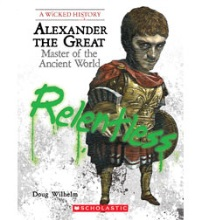 A WICKED HISTORY
ALEXANDER
THE GREAT
Master of the
Ancient World
Relentless
Doug Wilhelm
SCHOLASTIC